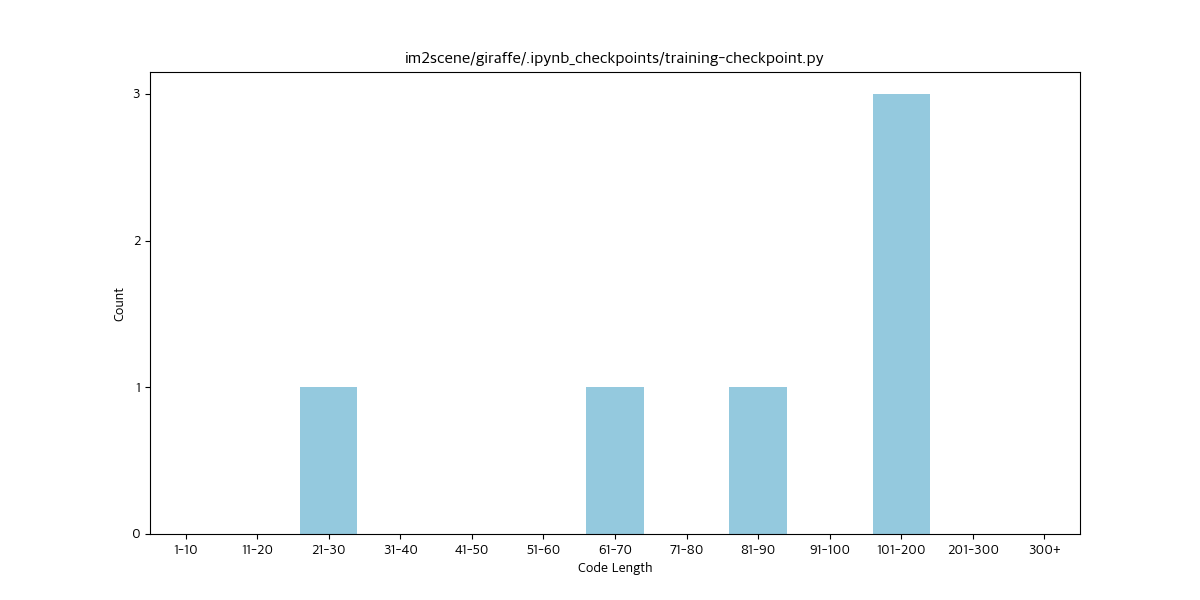 im2scene/giraffe/.ipynb_checkpoints/training-checkpoint.py
3
2
1
0
Count
1-10 11-20 21-30 31-40 41-50 51-60 61-70 71-80 81-90 91-100 101-200 201-300 300+
Code Length